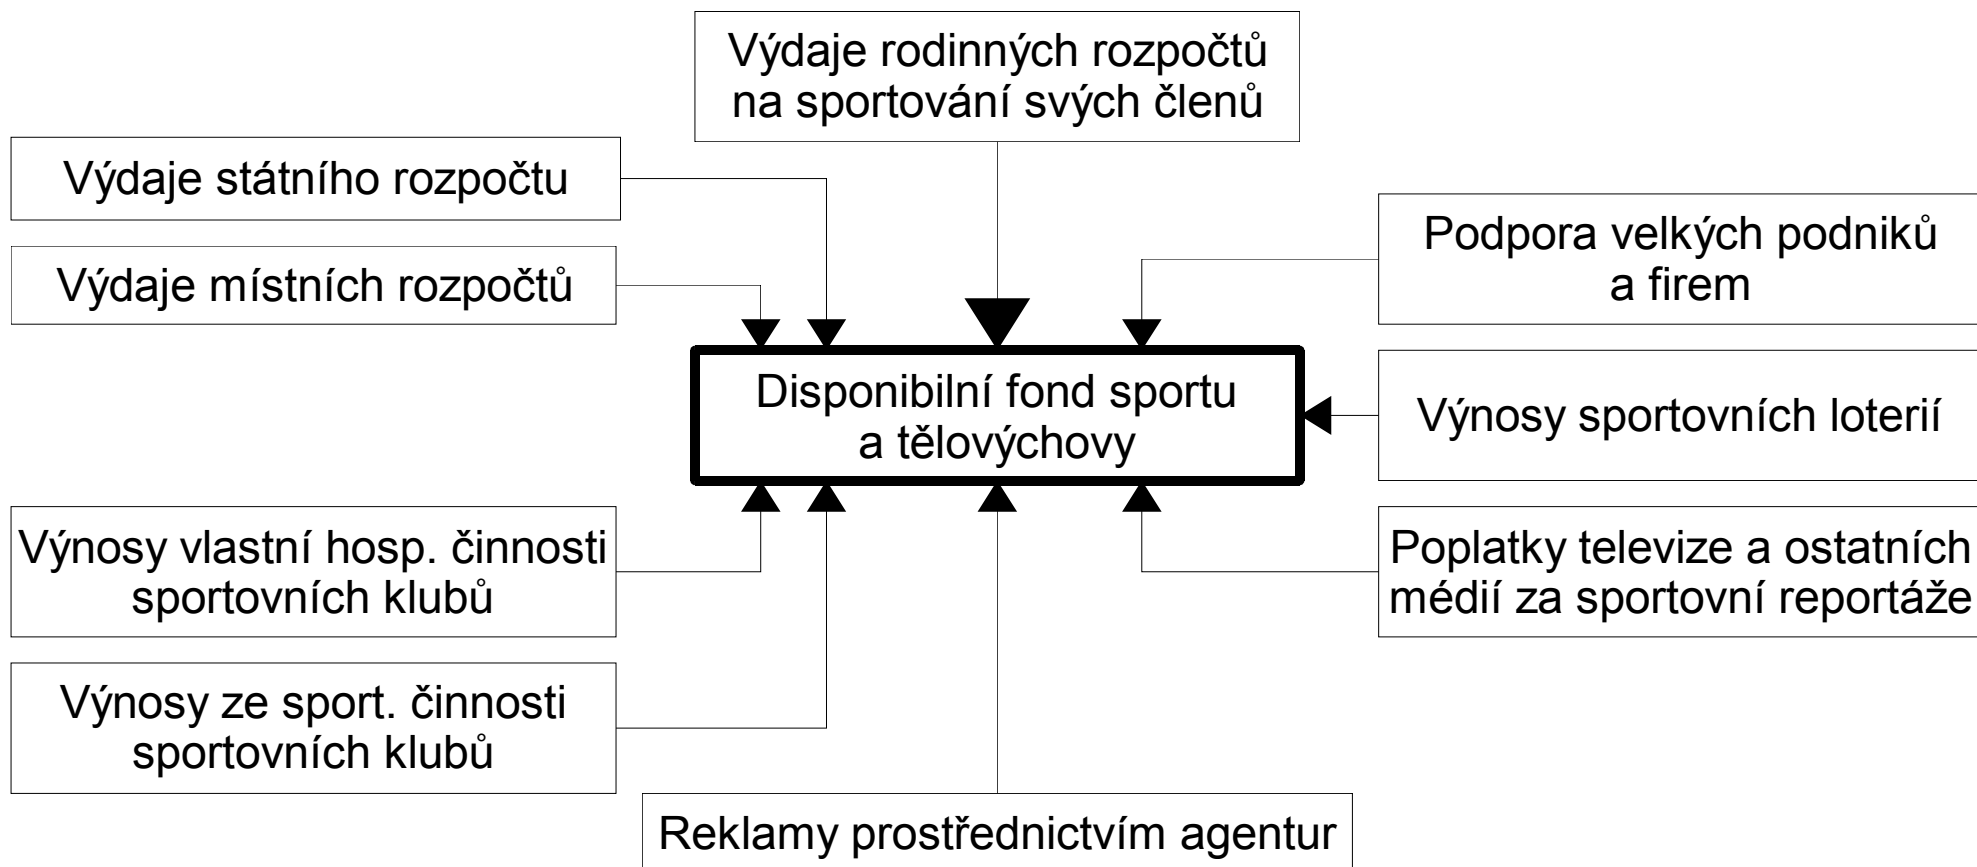 Výdaje rodinných rozpočtů
na sportování svých členů
Výdaje státního rozpočtu
Výdaje místních rozpočtů
Podpora velkých podniků
a firem
Disponibilní fond sportu
a tělovýchovy
Výnosy sportovních loterií
Výnosy vlastní hosp. činnosti
sportovních klubů
Poplatky televize a ostatních
médií za sportovní reportáže
Výnosy ze sport. činnosti
sportovních klubů
Reklamy prostřednictvím agentur